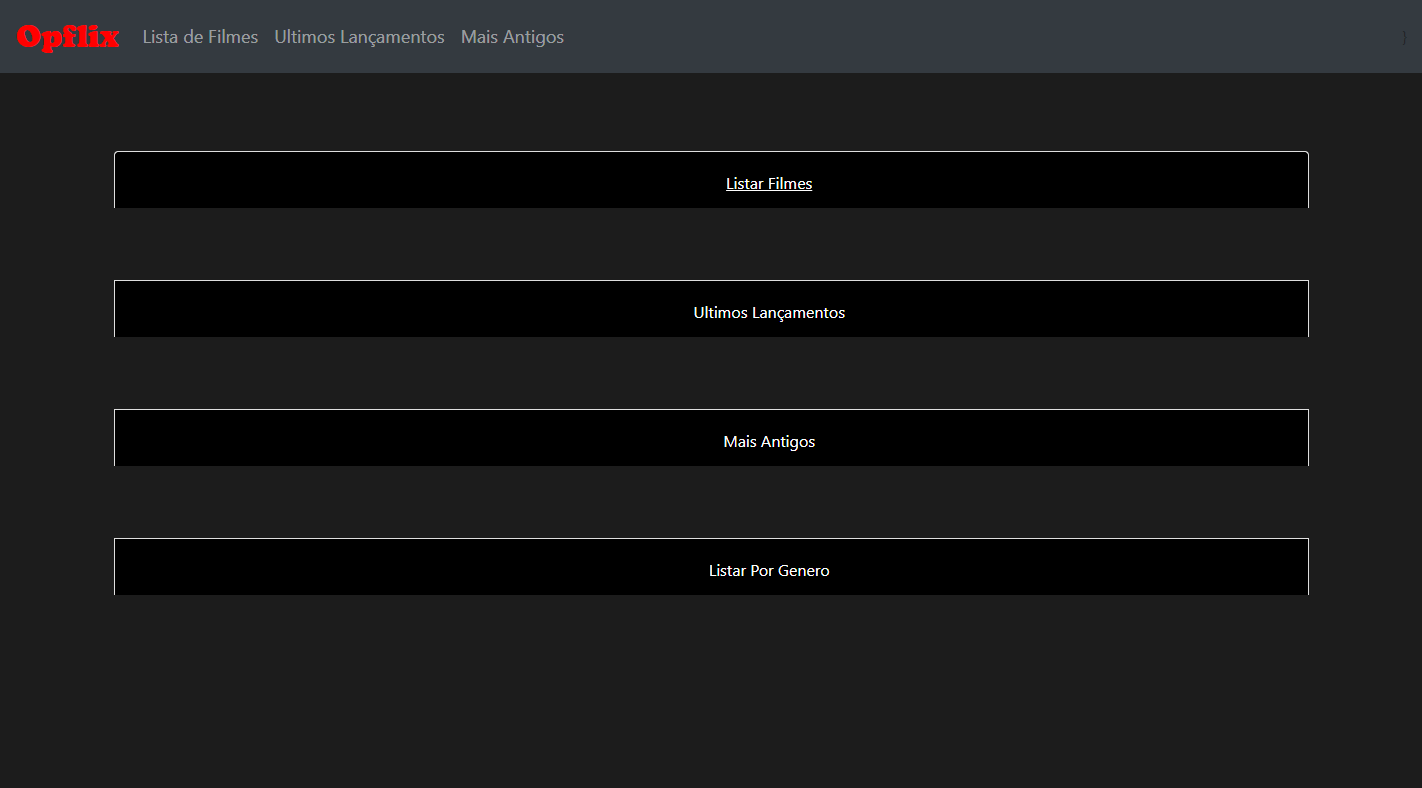 Opflix Lista de Filmes Ultimos Lançamentos Mais Antigos }
Listar Filmes
Ultimos Lançamentos
Mais Antigos
Listar Por Genero